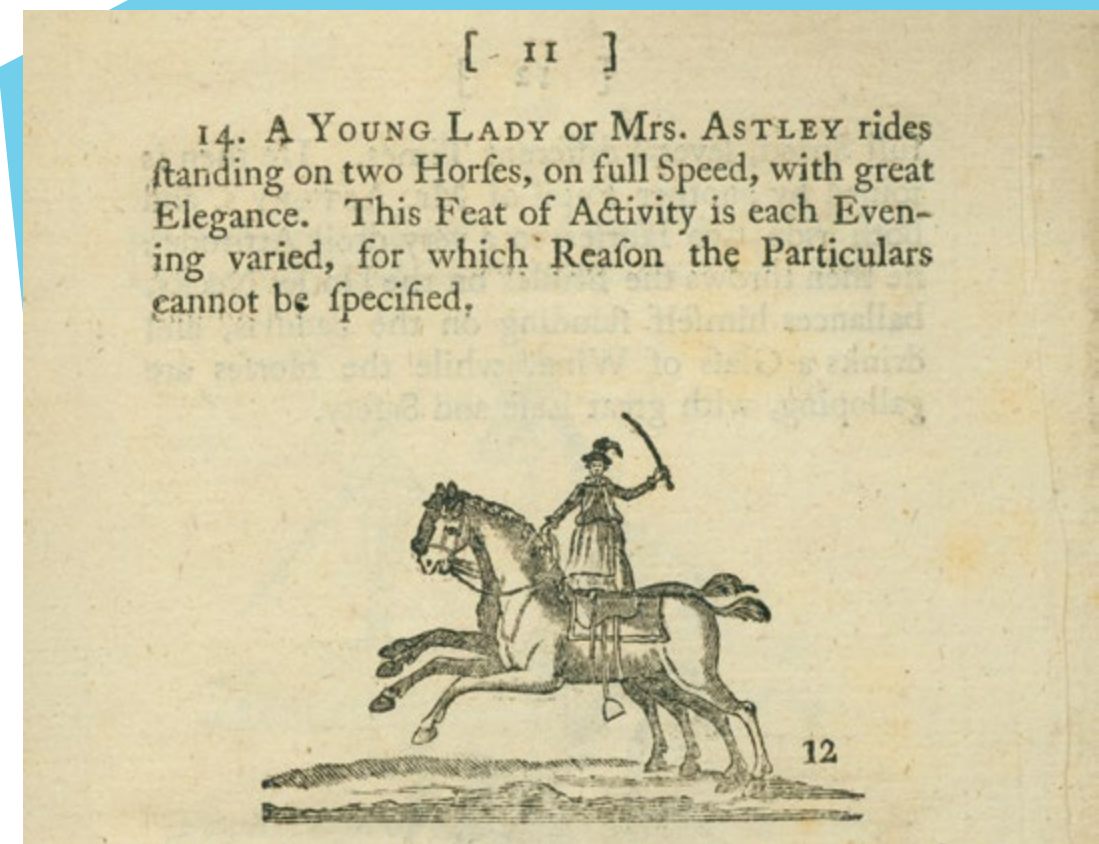 [ 11 ]
14. A YOUNG LADY or Mrs. ASTLEY rides
ſtanding on two Horſes, on full Speed, with great
Elegance. This Feat of Activity is each Even-
ing varied, for which Reaſon the Particulars
cannot be ſpecified.
12